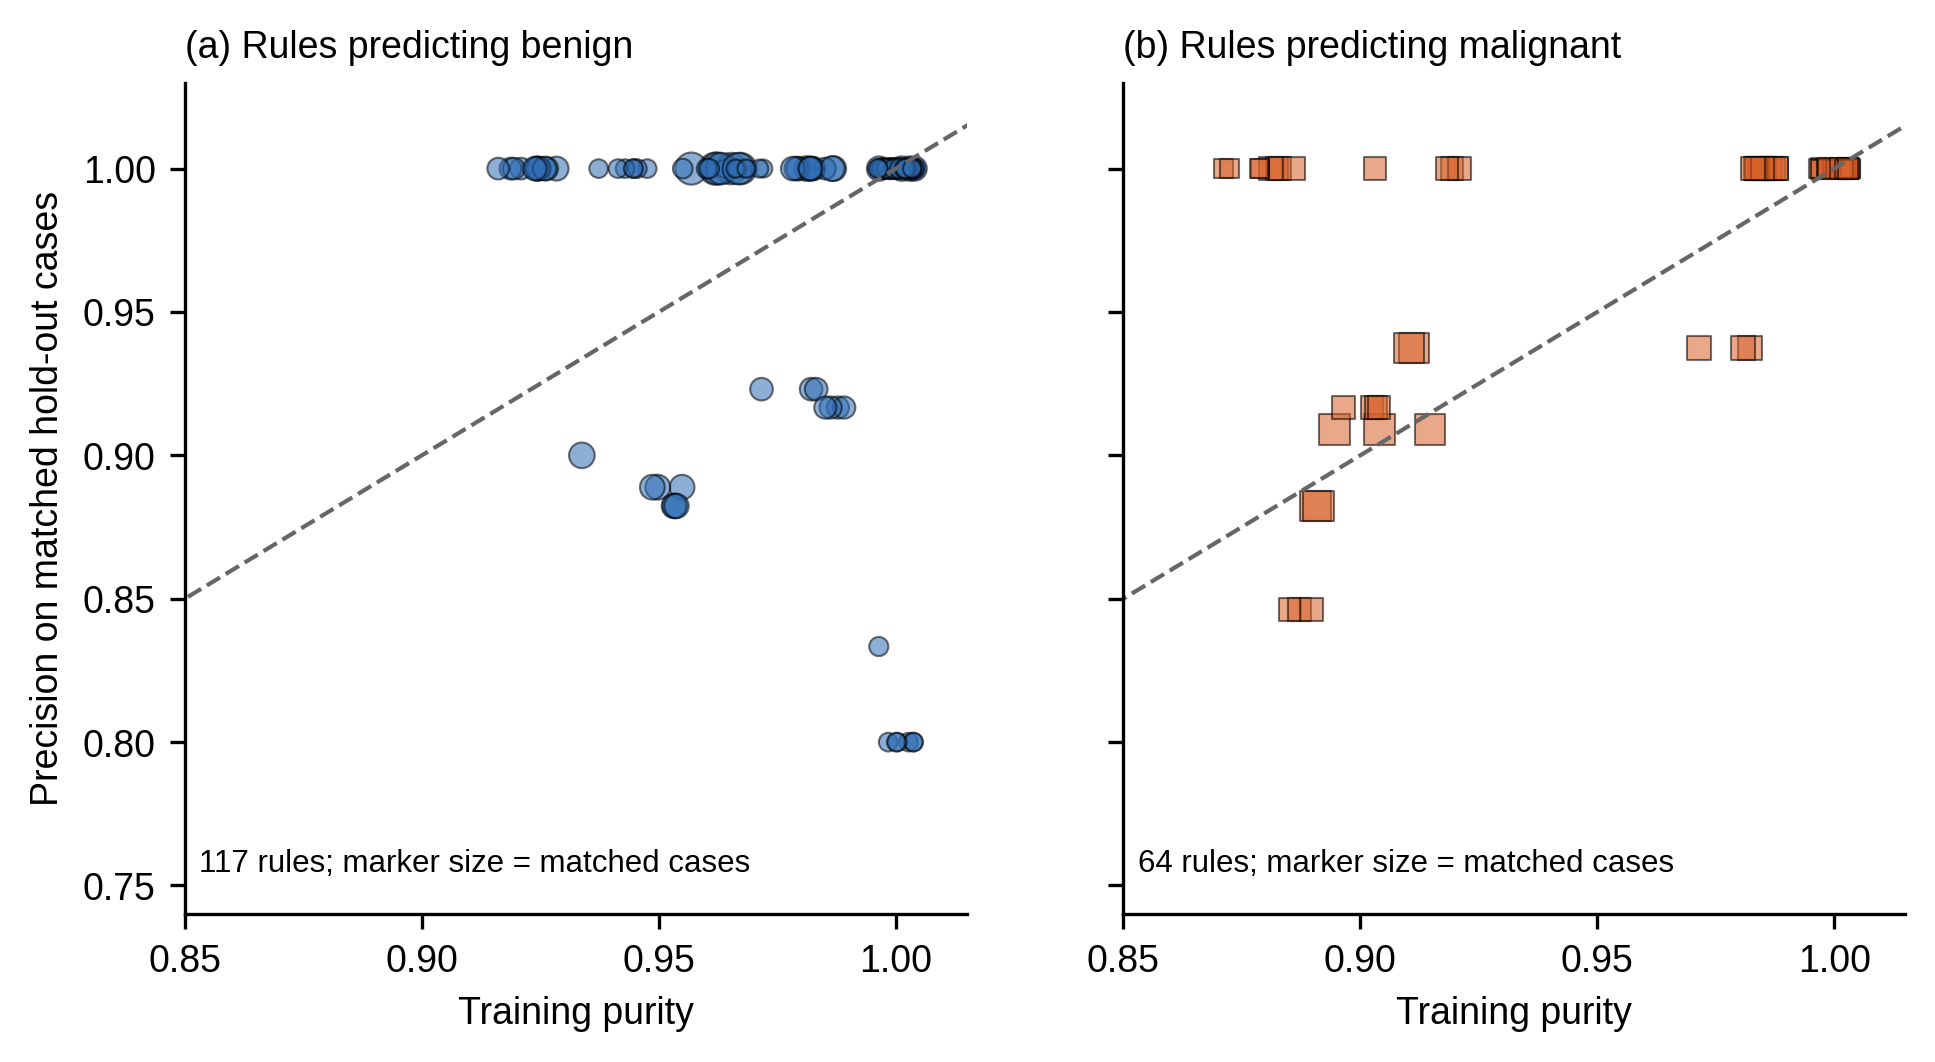 (a) Rules predicting benign
(b) Rules predicting malignant
Precision on matched hold-out cases
1.00
0.95
0.90
0.85
0.80
0.75
117 rules; marker size = matched cases
64 rules; marker size = matched cases
0.85 0.90 0.95 1.00
0.85 0.90 0.95 1.00
Training purity
Training purity